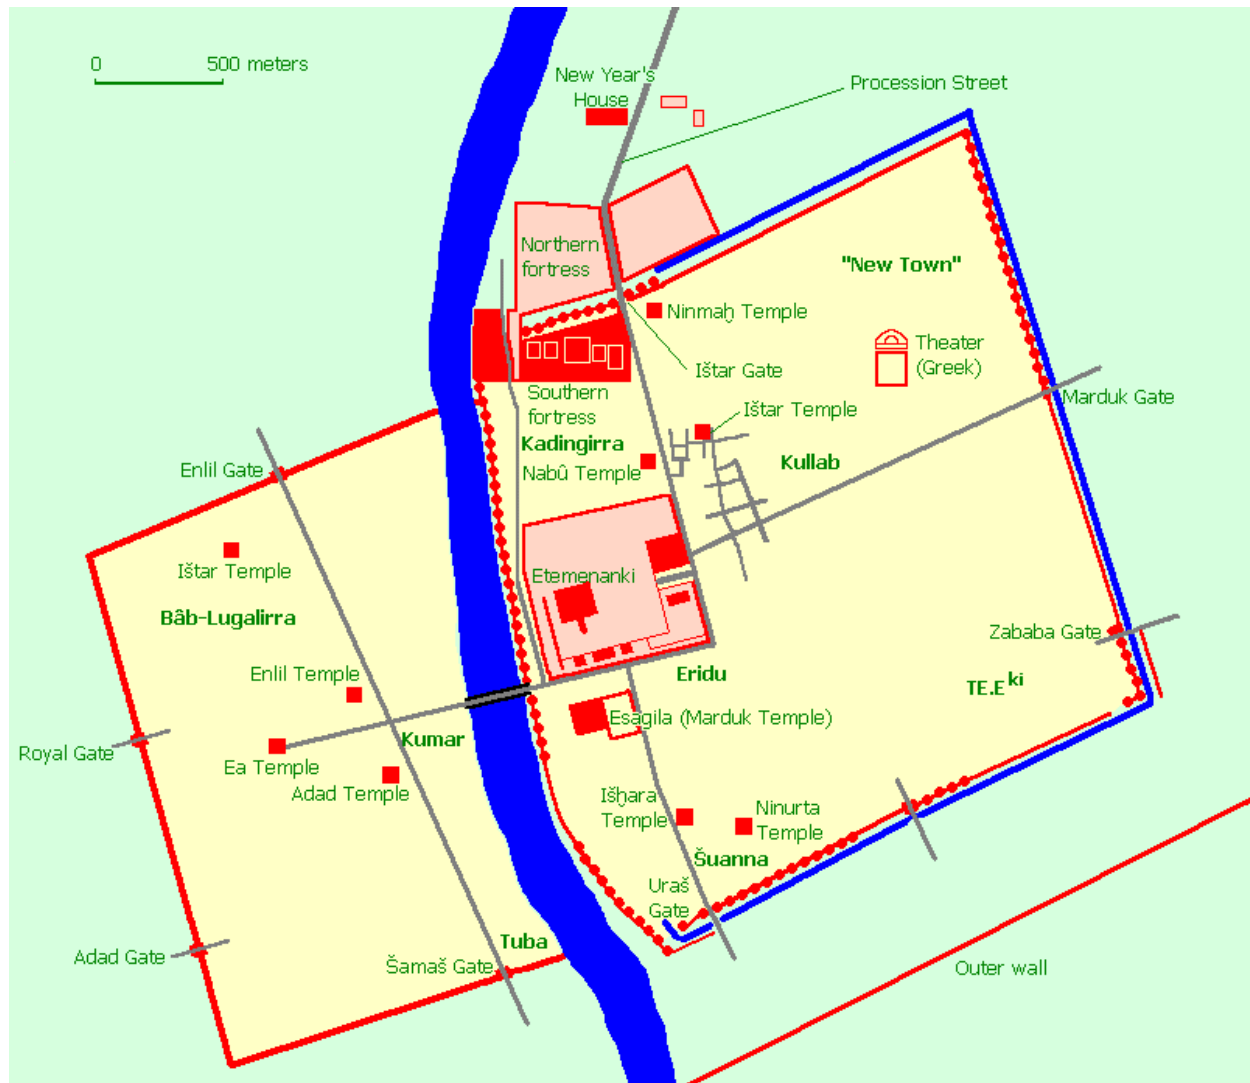 0
500 meters
New Year's
House
Procession Street
Northern
fortress
"New Town"
Ninmaḫ Temple
Theater
(Greek)
Ištar Gate
Southern
fortress
Marduk Gate
Ištar Temple
Kadingirra
Kullab
Nabû Temple
Enlil Gate
Ištar Temple
Etemenanki
Bâb-Lugalirra
Zababa Gate
Enlil Temple
Eridu
TE.E ki
Esagila (Marduk Temple)
Kumar
Royal Gate
Ea Temple
Adad Temple
Išḫara
Temple
Ninurta
Temple
Šuanna
Uraš
Gate
Tuba
Adad Gate
Šamaš Gate
Outer wall